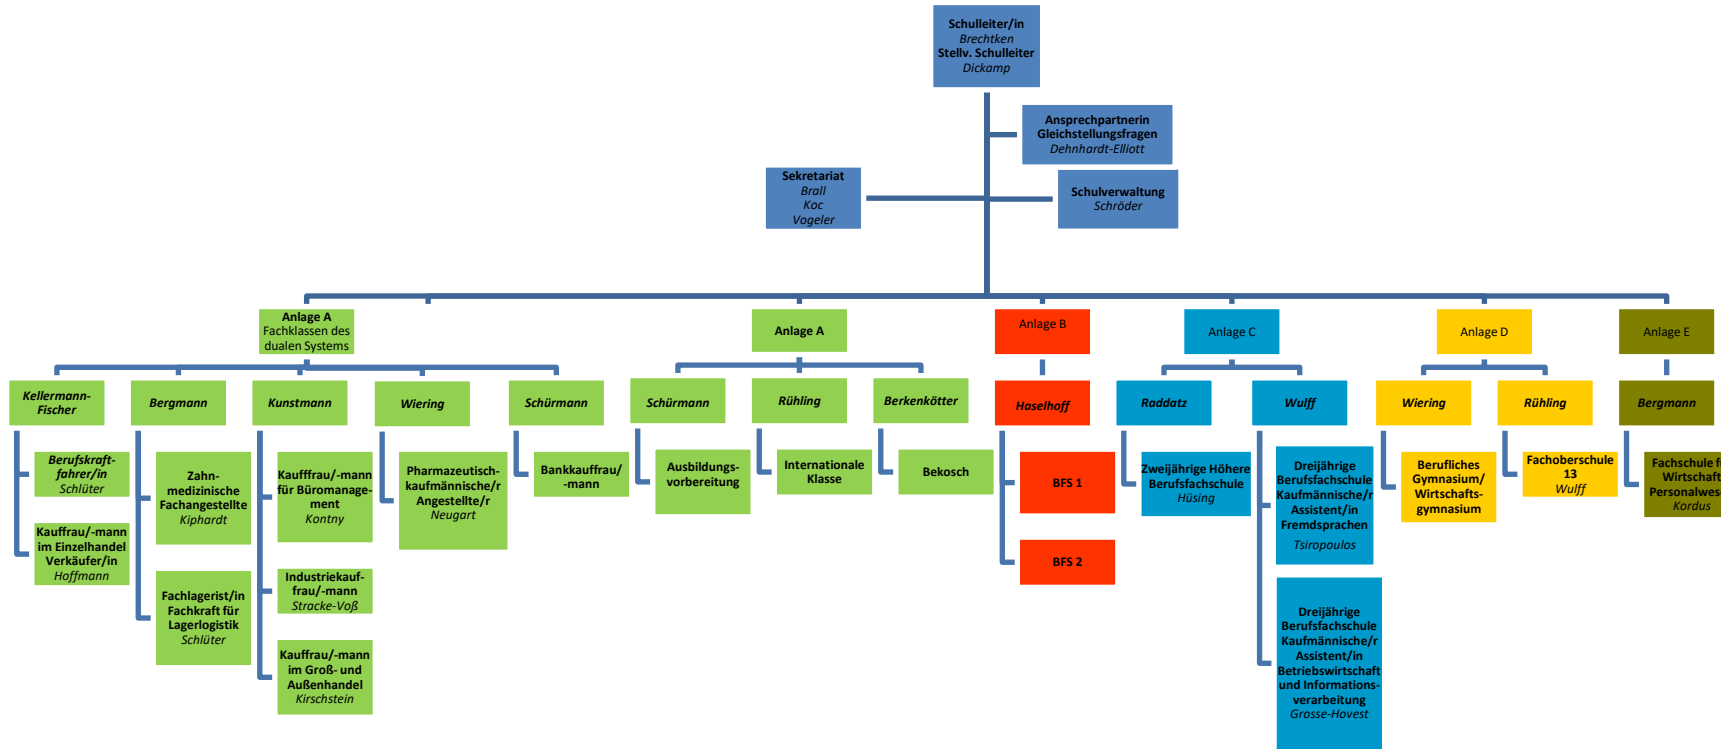 Schulleiter/in
Brechtken
Stellv. Schulleiter
Dickamp
Ansprechpartnerin
Gleichstellungsfragen
Dehnhardt-Elliott
Sekretariat
Brall
Koc
Vogeler
Schulverwaltung
Schröder
Anlage A
Fachklassen des
dualen Systems
Anlage A
Anlage B
Anlage C
Anlage D
Anlage E
Kellermann-
Fischer
Bergmann
Kunstmann
Wiering
Schürmann
Schürmann
Rühling
Berkenkötter
Haselhoff
Raddatz
Wulff
Wiering
Rühling
Bergmann
Berufskraft-
fahrer/in
Schlüter
Kauffrau/-mann
im Einzelhandel
Verkäufer/in
Hoffmann
Zahn-
medizinische
Fachangestellte
Kiphardt
Fachlagerist/in
Fachkraft für
Lagerlogistik
Schlüter
Kaufffrau/-mann
für Büromanage-
ment
Kontny
Industriekauf-
frau/-mann
Stracke-Voß
Kauffrau/-mann
im Groß- und
Außenhandel
Kirschstein
Pharmazeutisch-
kaufmännische/r
Angestellte/r
Neugart
Bankkauffrau/
-mann
Ausbildungs-
vorbereitung
Internationale
Klasse
Bekosch
BFS 1
BFS 2
Zweijährige Höhere
Berufsfachschule
Hüsing
Dreijährige
Berufsfachschule
Kaufmännische/r
Assistent/in
Fremdsprachen
Tsiropoulos
Dreijährige
Berufsfachschule
Kaufmännische/r
Assistent/in
Betriebswirtschaft
und Informations-
verarbeitung
Grosse-Hovest
Berufliches
Gymnasium/
Wirtschafts-
gymnasium
Fachoberschule
13
Wulff
Fachschule f
Wirtschaft
Personalwes
Kordus